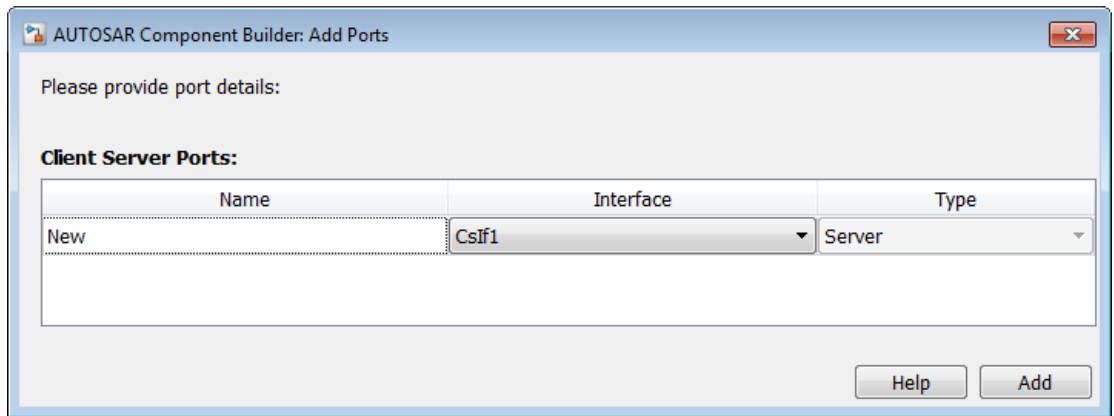 AUTOSAR Component Builder: Add Ports
Please provide port details:
Client Server Ports:
Name Interface Type
New CsIf1 Server
Help Add